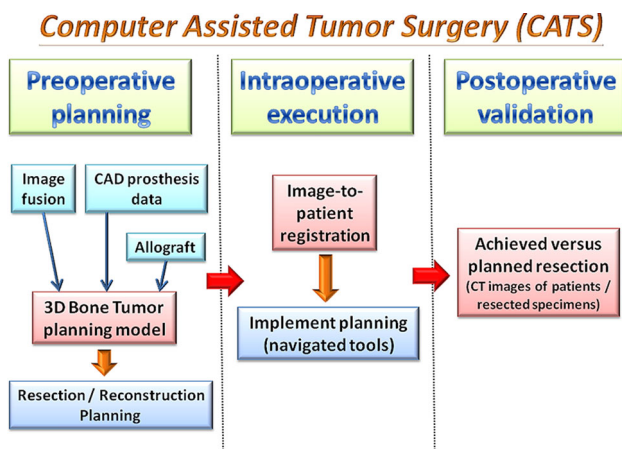 Computer Assisted Tumor Surgery (CATS)
Preoperative
planning
Intraoperative
execution
Postoperative
validation
Image
fusion
CAD prosthesis
data
Allograft
3D Bone Tumor
planning model
Resection / Reconstruction
Planning
Image-to-
patient
registration
Implement planning
(navigated tools)
Achieved versus
planned resection
(CT images of patients /
resected specimens)